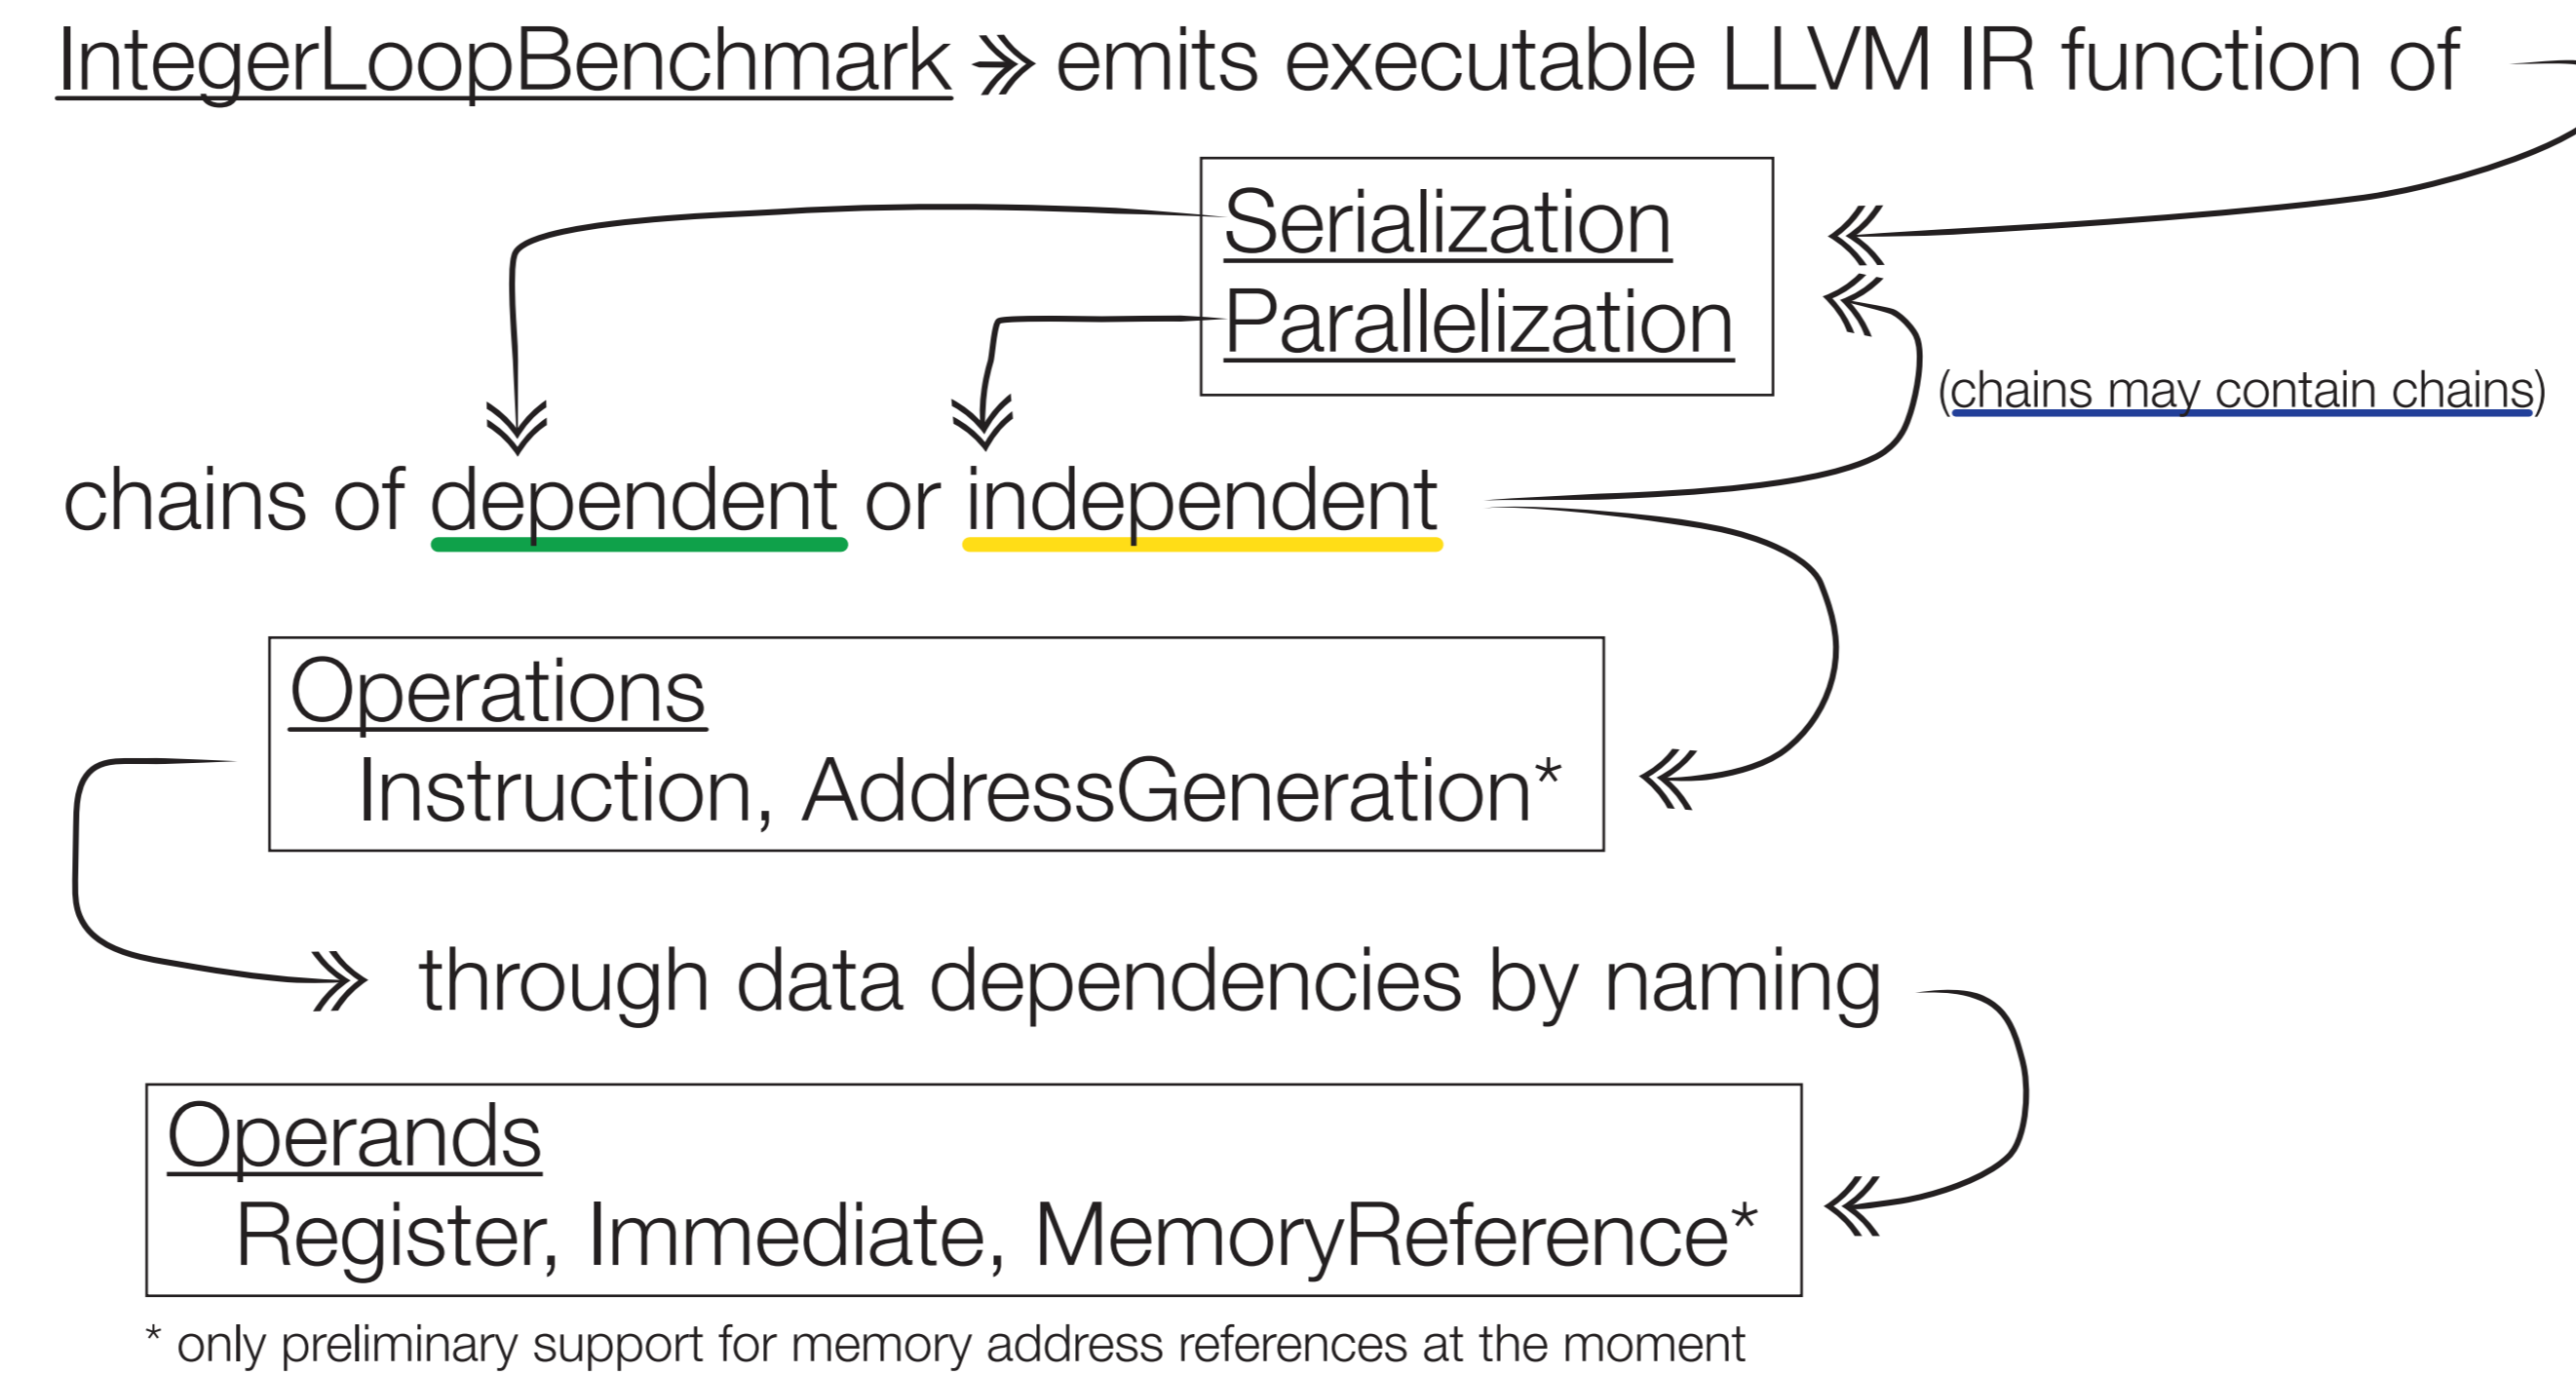 IntegerLoopBenchmark emits executable LLVM IR function of
Serialization
Parallelization
(chains may contain chains)
chains of dependent or independent
Operations
Instruction, AddressGeneration*
through data dependencies by naming
Operands
Register, Immediate, MemoryReference*
* only preliminary support for memory address references at the moment